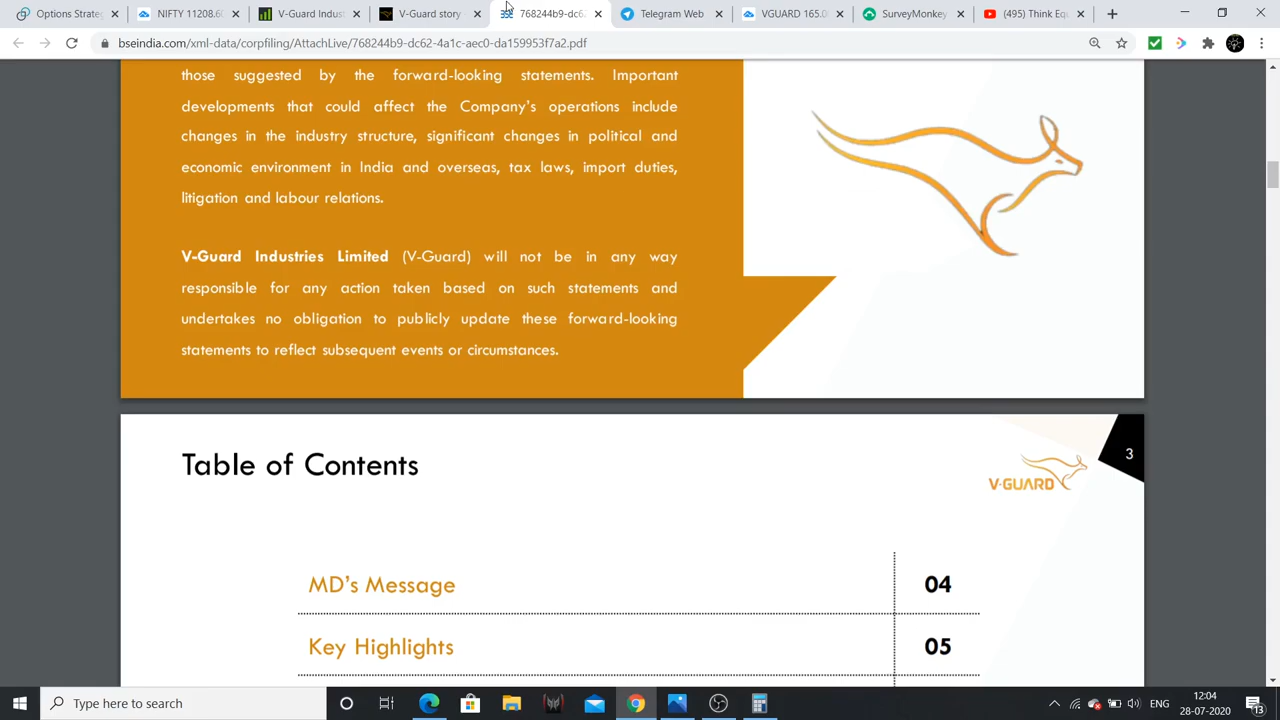 Options Strate
NIFTY 11208.6
V-Guard Indust
V-Guard story
768244b9-dc62
Telegram Web
VGUARD 165.0
SurveyMonkey
(495) Think Equ
bseindia.com/xml-data/corpfiling/AttachLive/768244b9-dc62-4a1c-aec0-da159953f7a2.pdf
those suggested by the forward-looking statements. Important
developments that could affect the Company's operations include
changes in the industry structure, significant changes in political and
economic environment in India and overseas, tax laws, import duties,
litigation and labour relations.
V-Guard Industries Limited (V-Guard) will not be in any way
responsible for any action taken based on such statements and
undertakes no obligation to publicly update these forward-looking
statements to reflect subsequent events or circumstances.
Table of Contents
3
V-GUARD
MD's Message 04
Key Highlights 05
Type here to search
ENG
12:04
28-07-2020
13